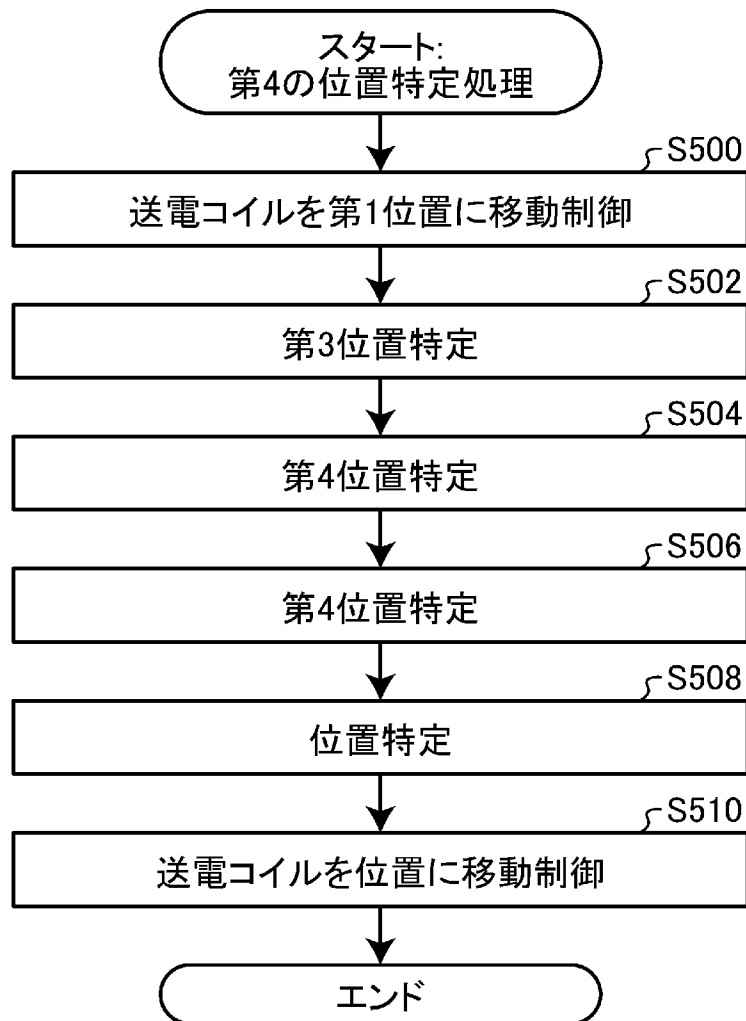 スタート:
第4の位置特定処理
S500
送電コイルを第1位置に移動制御
S502
第3位置特定
S504
第4位置特定
S506
第4位置特定
S508
位置特定
S510
送電コイルを位置に移動制御
エンド